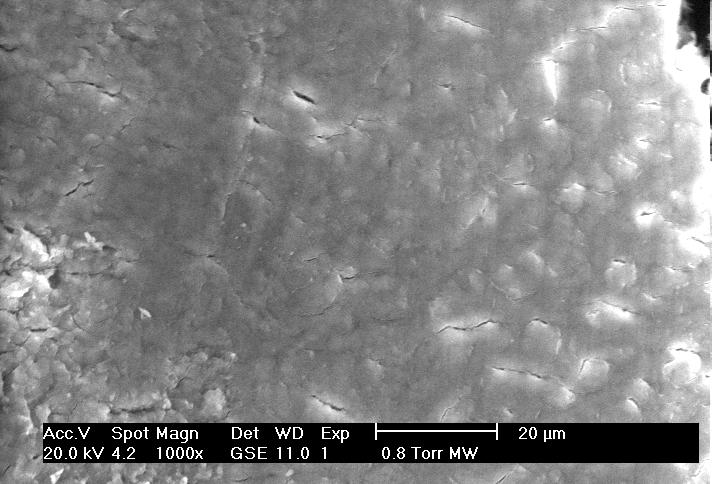 Acc.V Spot Magn Det WD Exp 20 µm
20.0 kV 4.2 1000x GSE 11.0 1 0.8 Torr MW